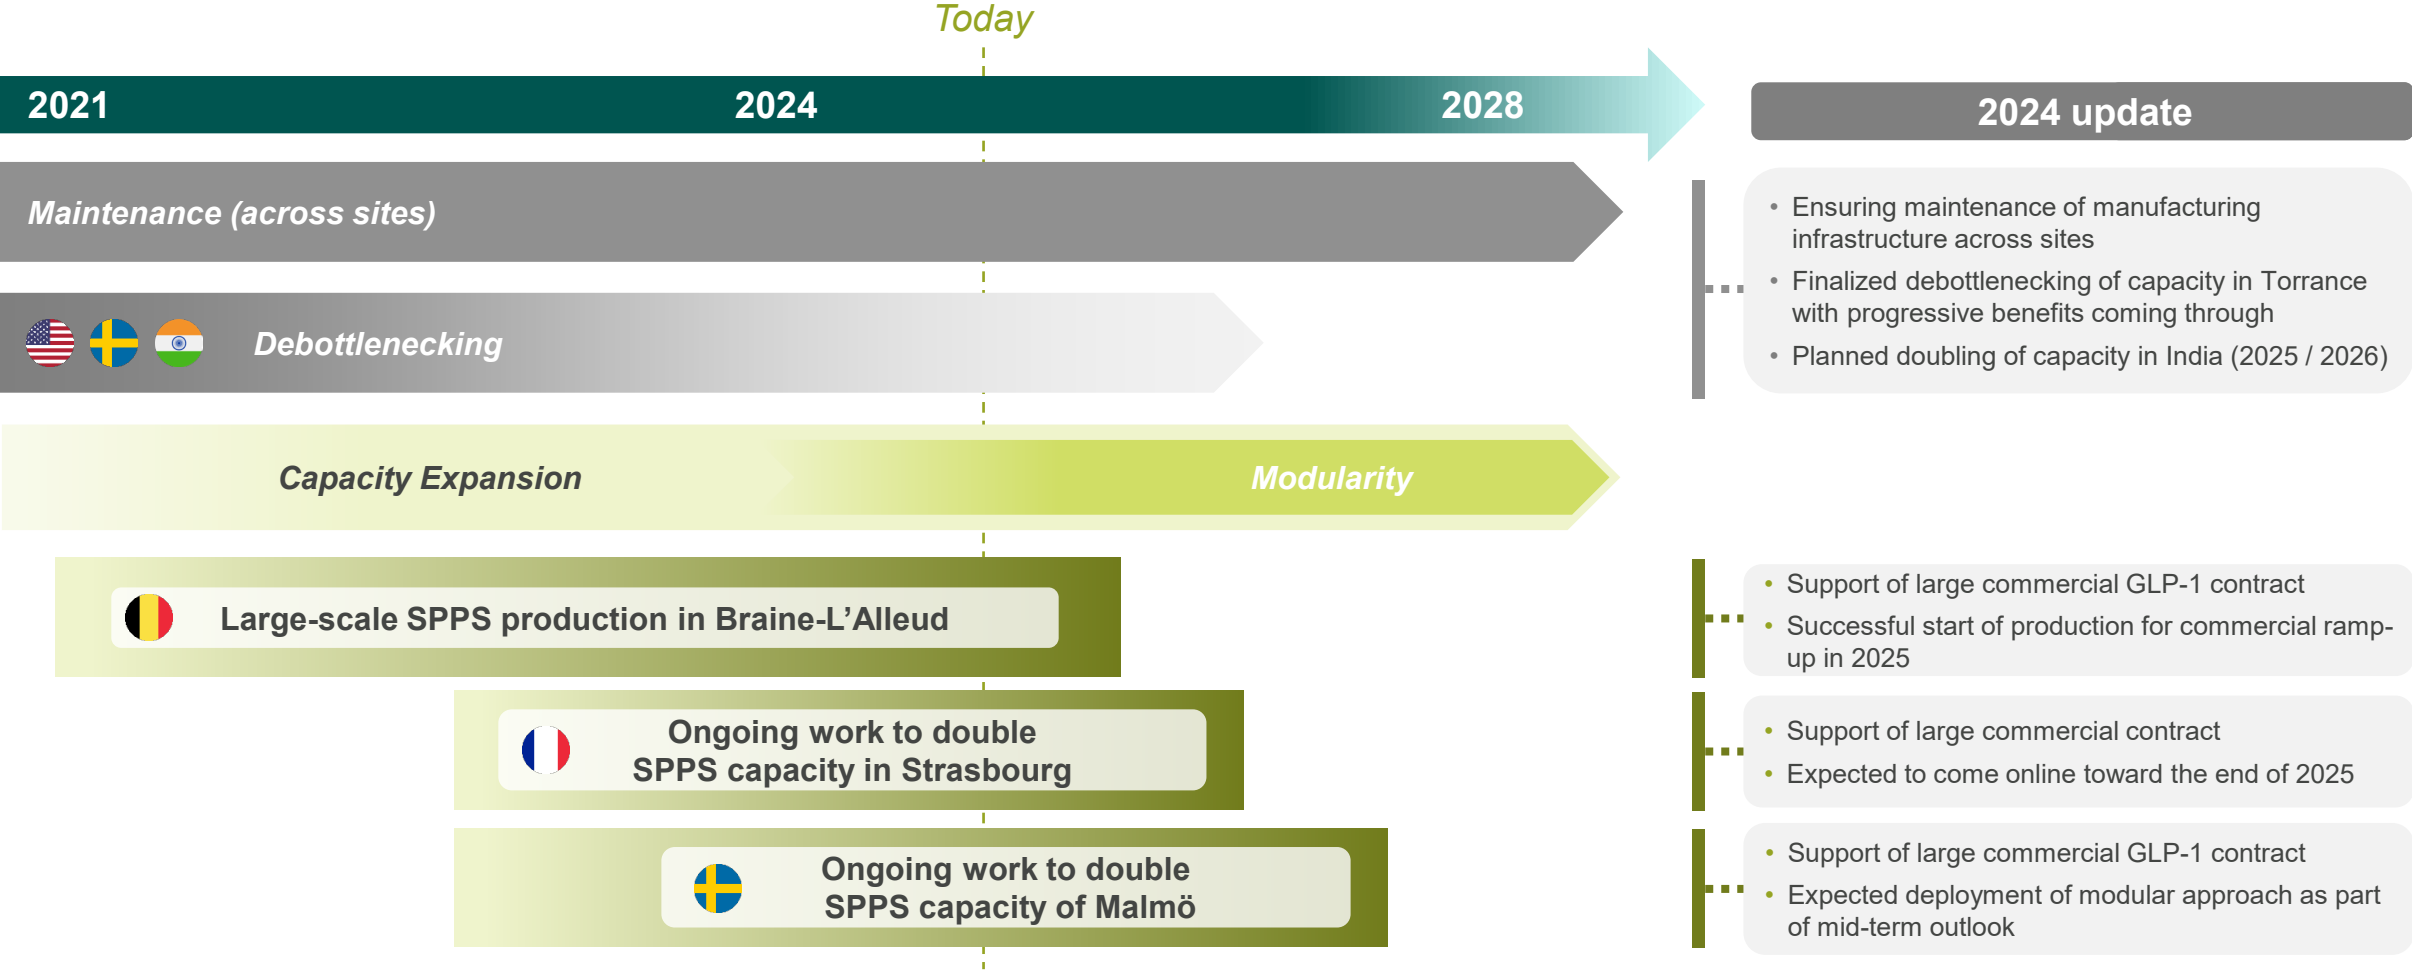 Today
2021 2024 2028
2024 update
Maintenance (across sites)
• Ensuring maintenance of manufacturing
infrastructure across sites
• Finalized debottlenecking of capacity in Torrance
with progressive benefits coming through
• Planned doubling of capacity in India (2025 / 2026)
Debottlenecking
Capacity Expansion
Modularity
Large-scale SPPS production in Braine-L’Alleud
• Support of large commercial GLP-1 contract
• Successful start of production for commercial ramp-
up in 2025
Ongoing work to double
SPPS capacity in Strasbourg
• Support of large commercial contract
• Expected to come online toward the end of 2025
Ongoing work to double
SPPS capacity of Malmö
• Support of large commercial GLP-1 contract
• Expected deployment of modular approach as part
of mid-term outlook